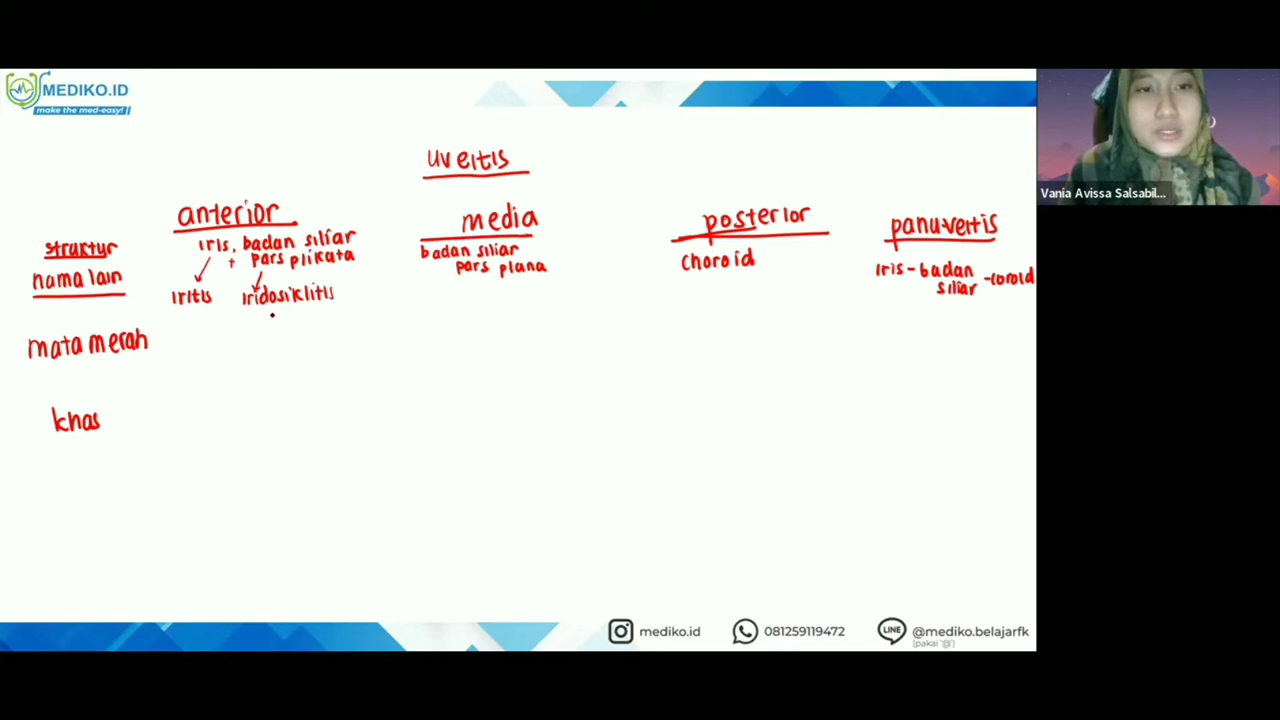 MEDIKO.ID
make the med-easy!
Vania Avissa Salsabil...
uveitis
anterior
media
posterior
panuveitis
struktur
nama lain
iris, badan siliar
+ pars plikata
iritis
iridosiklitis
badan siliar
pars plana
choroid
iris - badan
siliar
- coroid
mata merah
khas
mediko.id
081259119472
LINE
@mediko.belajarfk
(pakai '@')